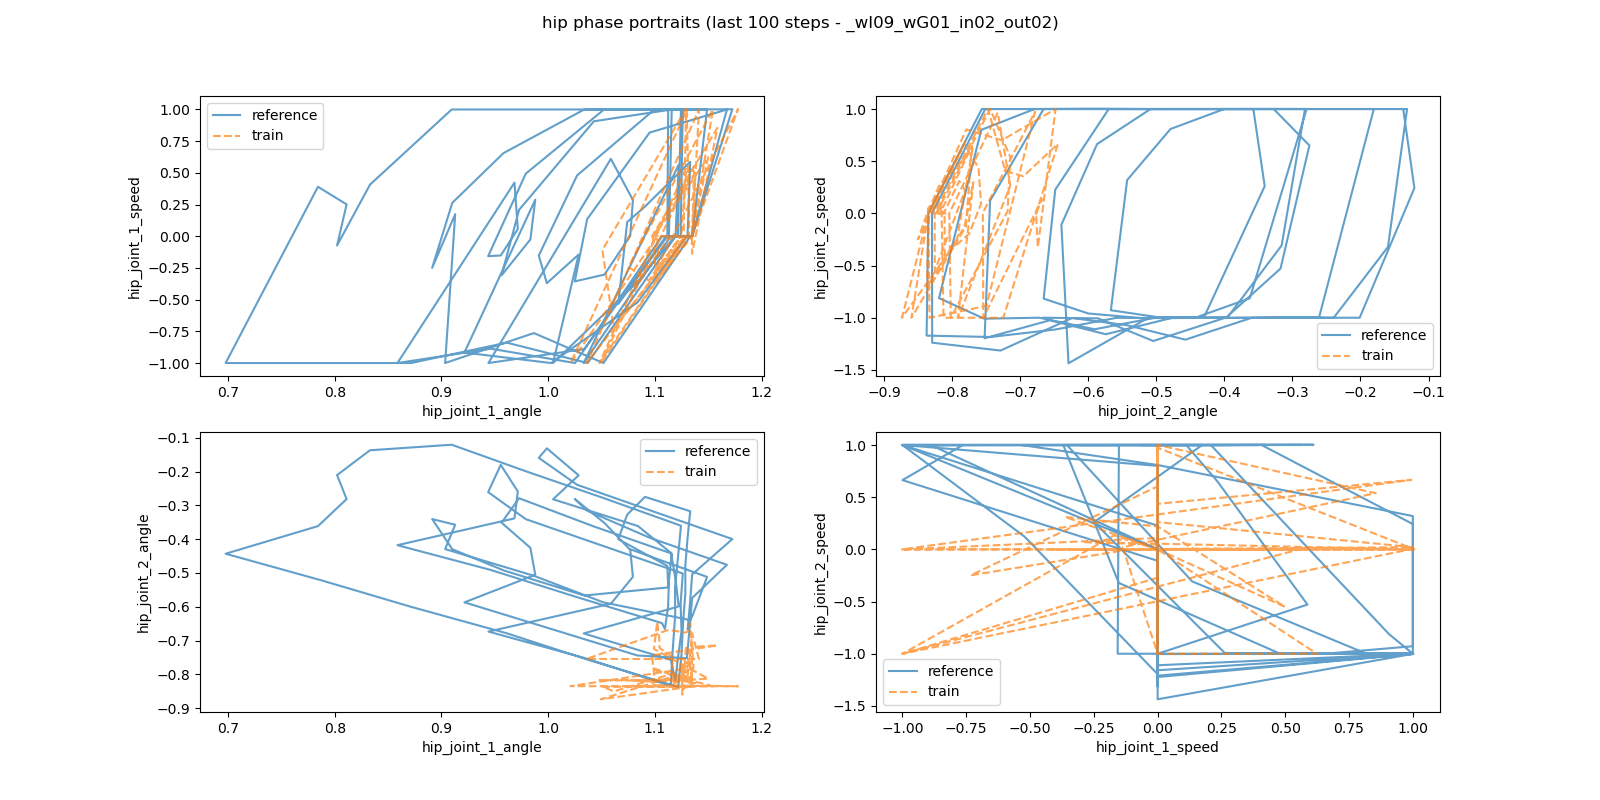 hip phase portraits (last 100 steps - _wI09_wG01_in02_out02)
reference
train
1.00
0.75
0.50
0.25
0.00
−0.25
−0.50
−0.75
−1.00
hip_joint_1_speed
0.7 0.8 0.9 1.0 1.1 1.2
hip_joint_1_angle
1.0
0.5
0.0
−0.5
−1.0
−1.5
hip_joint_2_speed
reference
train
−0.9 −0.8 −0.7 −0.6 −0.5 −0.4 −0.3 −0.2 −0.1
hip_joint_2_angle
−0.1
−0.2
−0.3
−0.4
−0.5
−0.6
−0.7
−0.8
−0.9
hip_joint_2_angle
reference
train
0.7 0.8 0.9 1.0 1.1 1.2
hip_joint_1_angle
1.0
0.5
0.0
−0.5
−1.0
−1.5
hip_joint_2_speed
reference
train
−1.00 −0.75 −0.50 −0.25 0.00 0.25 0.50 0.75 1.00
hip_joint_1_speed